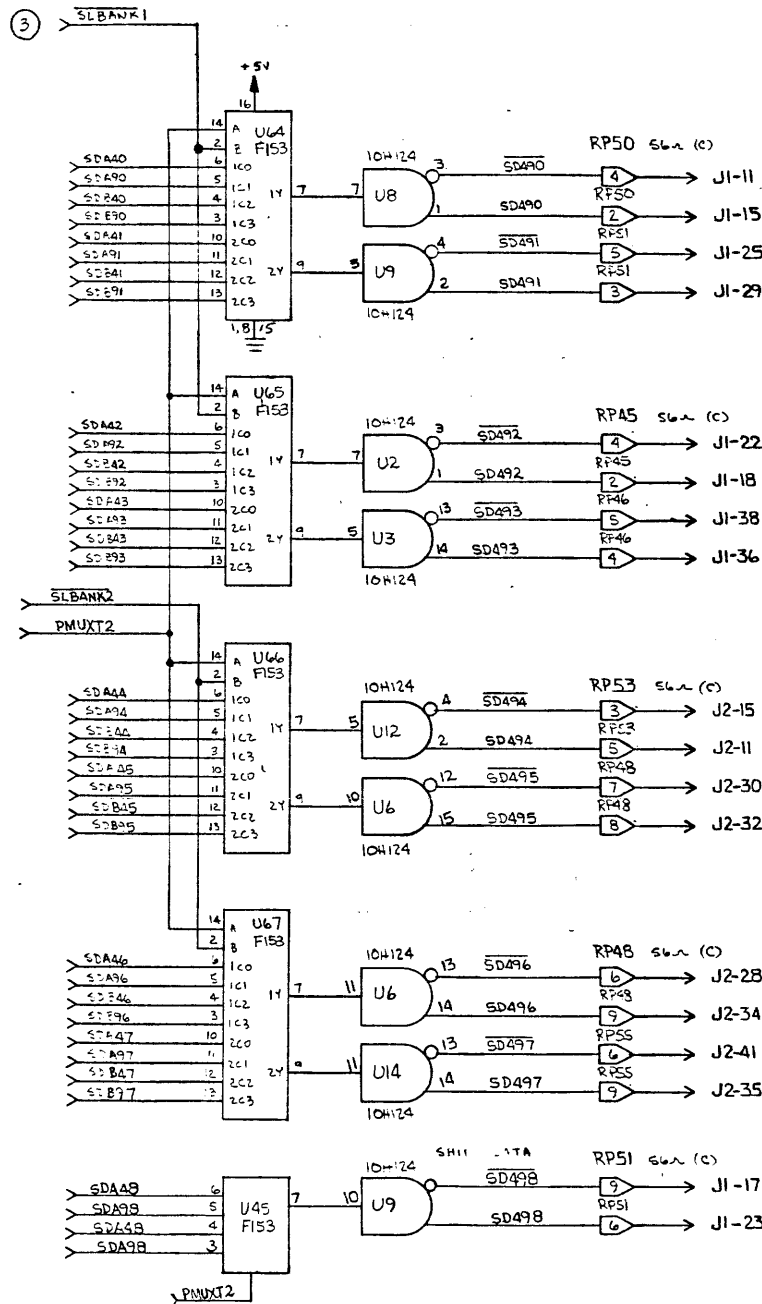 3 SLBANK1
+5V
16
14 A U64
2 B F153
SDA40 6 1C0
SDA90 5 1C1
SDB40 4 1C2
SDB90 3 1C3
SDA41 10 2C0
SDA91 11 2C1
SDB41 12 2C2
SDB91 13 2C3
1Y 7
2Y 9
1,8 15
10H124
7 U8 3 SD490 RP50 56Ω (C) 4 J1-11
1 SD490 RP50 2 J1-15
5 U9 4 SD491 RP51 5 J1-25
2 SD491 RP51 3 J1-29
10H124
14 A U65
2 B F153
SDA42 6 1C0
SDA92 5 1C1
SDB42 4 1C2
SDB92 3 1C3
SDA43 10 2C0
SDA93 11 2C1
SDB43 12 2C2
SDB93 13 2C3
1Y 7
2Y 9
10H124
7 U2 3 SD492 RP45 56Ω (C) 4 J1-22
1 SD492 RP45 2 J1-18
5 U3 13 SD493 RP46 5 J1-38
14 SD493 RP46 4 J1-36
10H124
SLBANK2
PMUXT2
14 A U66
2 B F153
SDA44 6 1C0
SDA94 5 1C1
SDB44 4 1C2
SDB94 3 1C3
SDA45 10 2C0
SDA95 11 2C1
SDB45 12 2C2
SDB95 13 2C3
1Y 7
2Y 9
10H124
5 U12 4 SD494 RP53 56Ω (C) 3 J2-15
2 SD494 RP53 5 J2-11
10 U6 12 SD495 RP48 7 J2-30
15 SD495 RP48 8 J2-32
10H124
14 A U67
2 B F153
SDA46 6 1C0
SDA96 5 1C1
SDB46 4 1C2
SDB96 3 1C3
SDA47 10 2C0
SDA97 11 2C1
SDB47 12 2C2
SDB97 13 2C3
1Y 7
2Y 9
10H124
11 U6 13 SD496 RP48 56Ω (C) 6 J2-28
14 SD496 RP48 9 J2-34
11 U14 13 SD497 RP55 6 J2-41
14 SD497 RP55 9 J2-35
10H124
SDA48 6
SDA98 5
4
SDA98 3
U45
F153
7
PMUXT2
10H124
10 U9 SD498 RP51 56Ω (C) 9 J1-17
SD498 RP51 6 J1-23